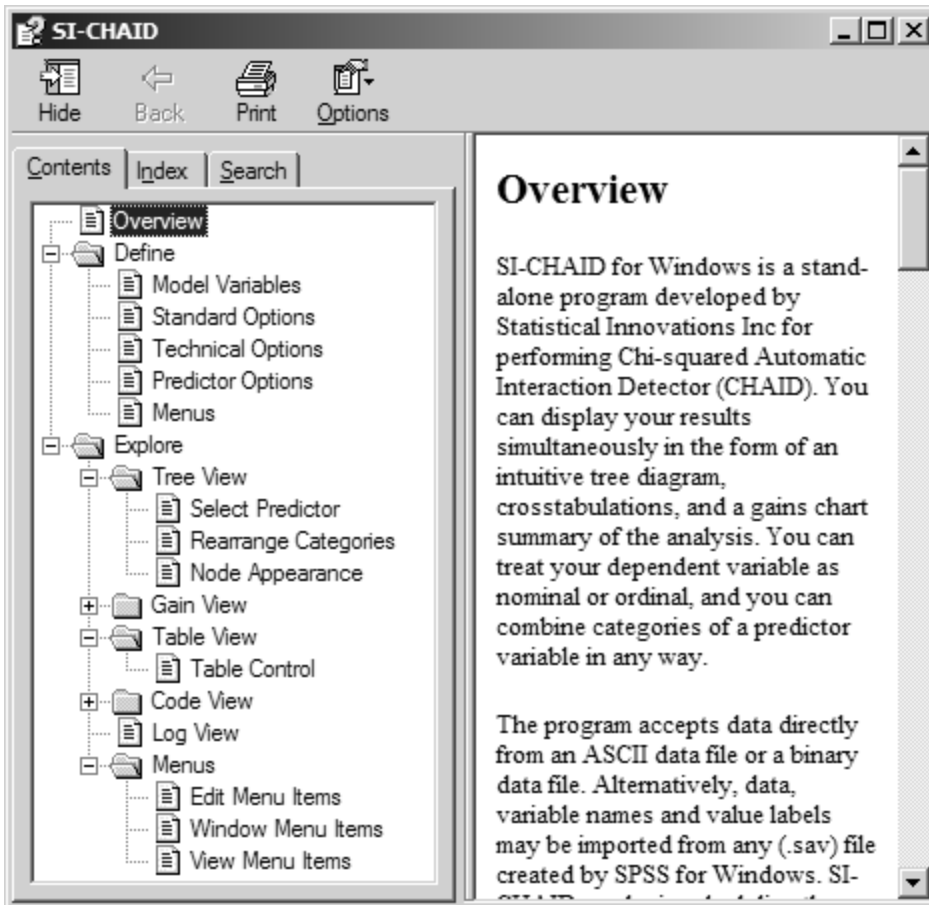 SI-CHAID
Hide Back Print Options
Contents Index Search
Overview
Define
Model Variables
Standard Options
Technical Options
Predictor Options
Menus
Explore
Tree View
Select Predictor
Rearrange Categories
Node Appearance
Gain View
Table View
Table Control
Code View
Log View
Menus
Edit Menu Items
Window Menu Items
View Menu Items
Overview
SI-CHAID for Windows is a stand-
alone program developed by
Statistical Innovations Inc for
performing Chi-squared Automatic
Interaction Detector (CHAID). You
can display your results
simultaneously in the form of an
intuitive tree diagram,
crosstabulations, and a gains chart
summary of the analysis. You can
treat your dependent variable as
nominal or ordinal, and you can
combine categories of a predictor
variable in any way.
The program accepts data directly
from an ASCII data file or a binary
data file. Alternatively, data,
variable names and value labels
may be imported from any (.sav) file
created by SPSS for Windows. SI-